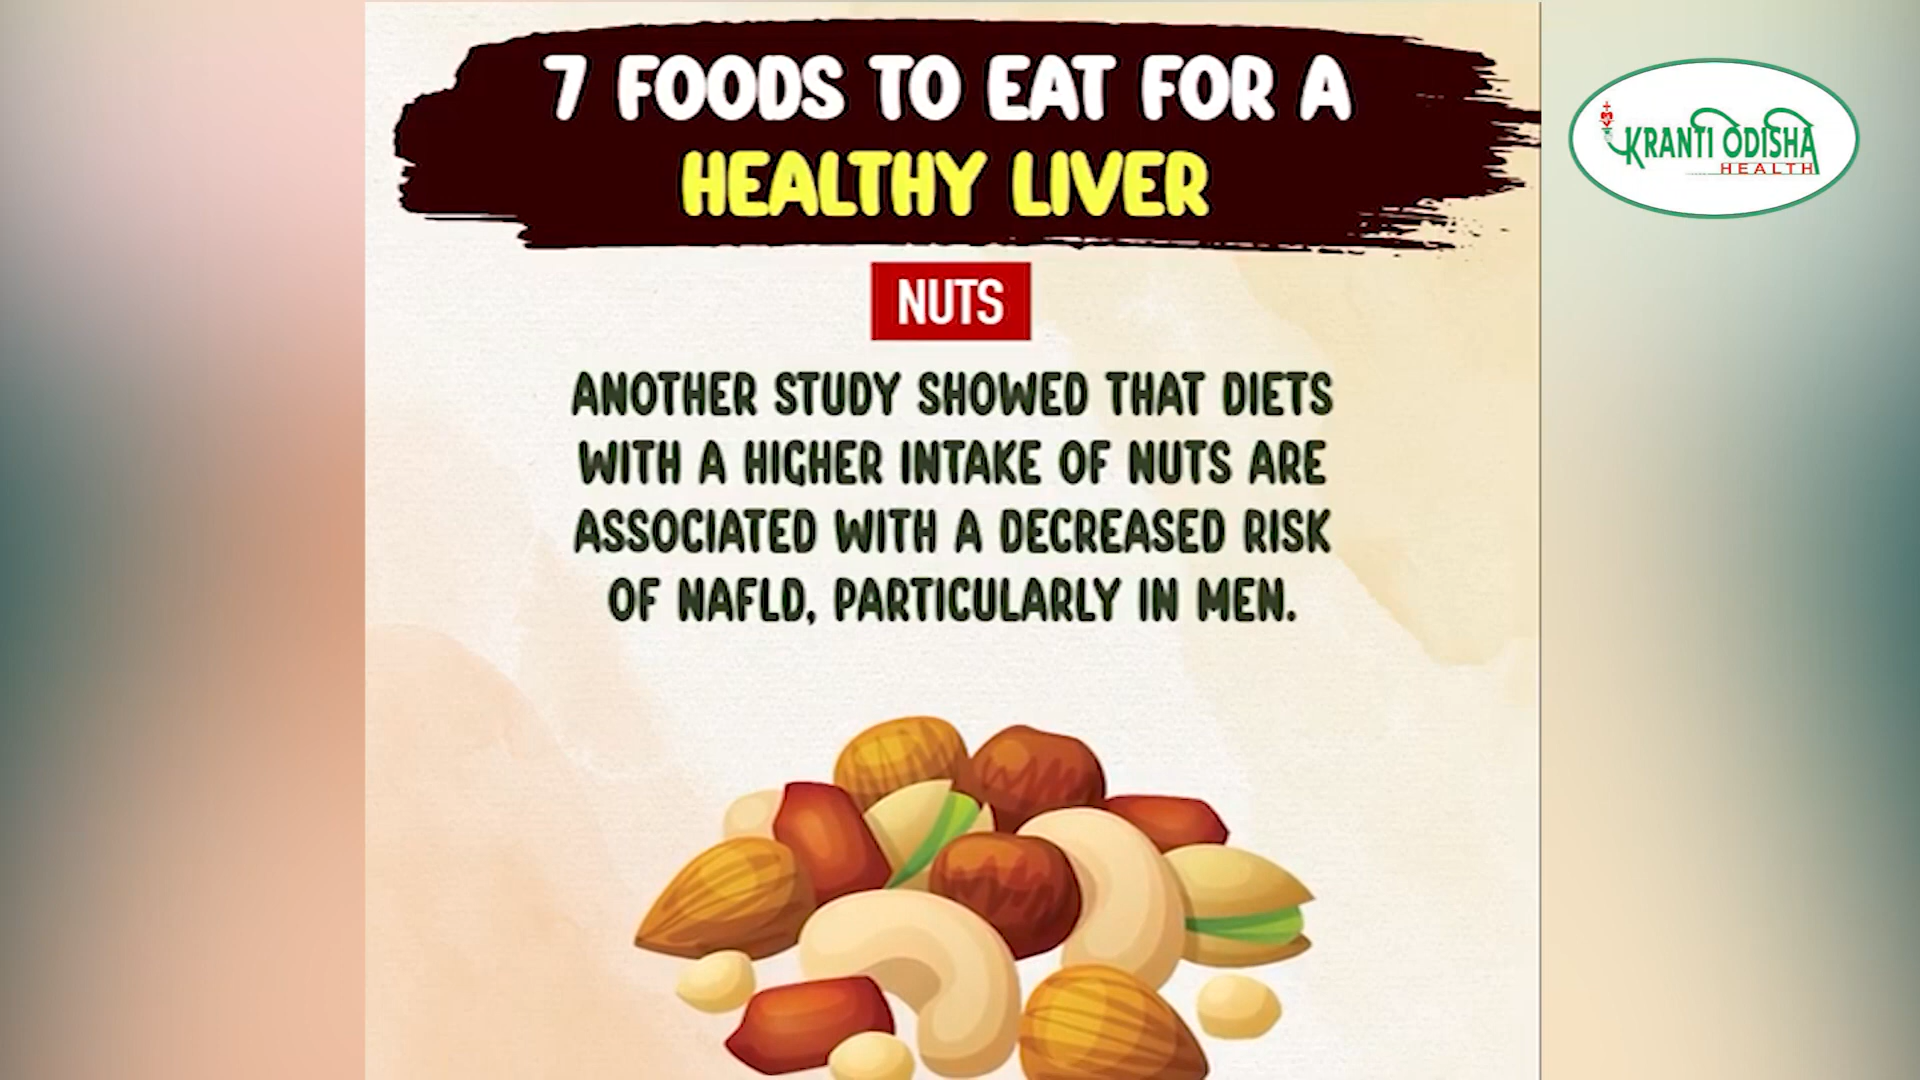 7 FOODS TO EAT FOR A
HEALTHY LIVER
NUTS
ANOTHER STUDY SHOWED THAT DIETS
WITH A HIGHER INTAKE OF NUTS ARE
ASSOCIATED WITH A DECREASED RISK
OF NAFLD, PARTICULARLY IN MEN.
KRANTI ODISHA
HEALTH